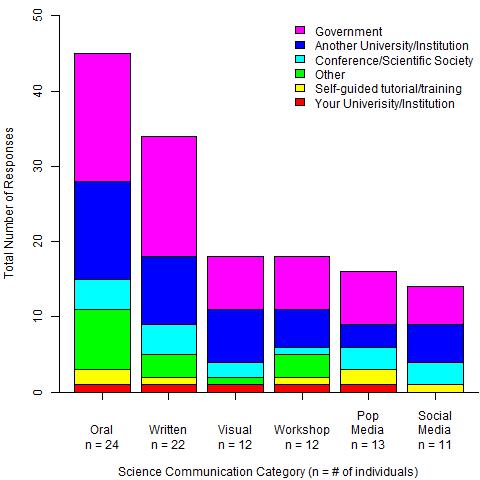 50
40
30
20
10
0
Total Number of Responses
Government
Another University/Institution
Conference/Scientific Society
Other
Self-guided tutorial/training
Your Univerisity/Institution
Oral
n = 24
Written
n = 22
Visual
n = 12
Workshop
n = 12
Pop
Media
n = 13
Social
Media
n = 11
Science Communication Category (n = # of individuals)